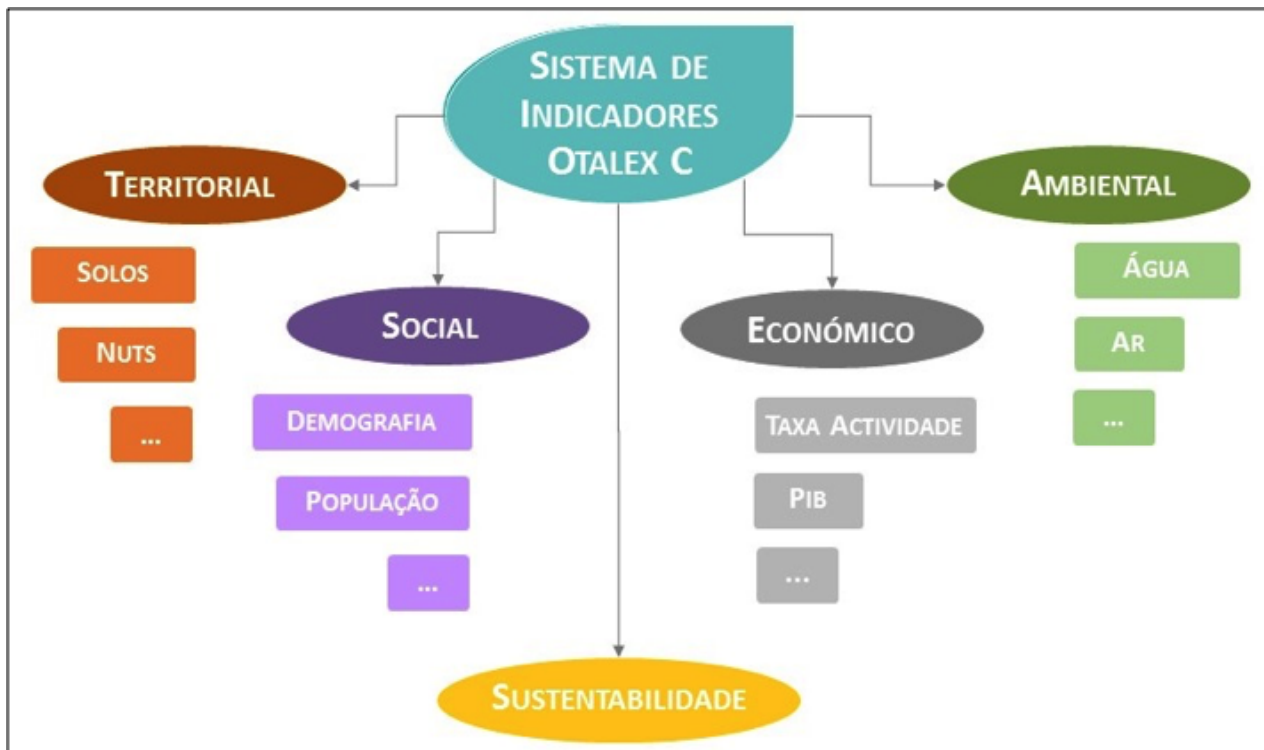 SISTEMA DE
INDICADORES
OTALEX C
TERRITORIAL
SOLOS
NUTS
...
SOCIAL
DEMOGRAFIA
POPULAÇÃO
...
ECONÓMICO
TAXA ACTIVIDADE
PIB
...
AMBIENTAL
ÁGUA
AR
...
SUSTENTABILIDADE